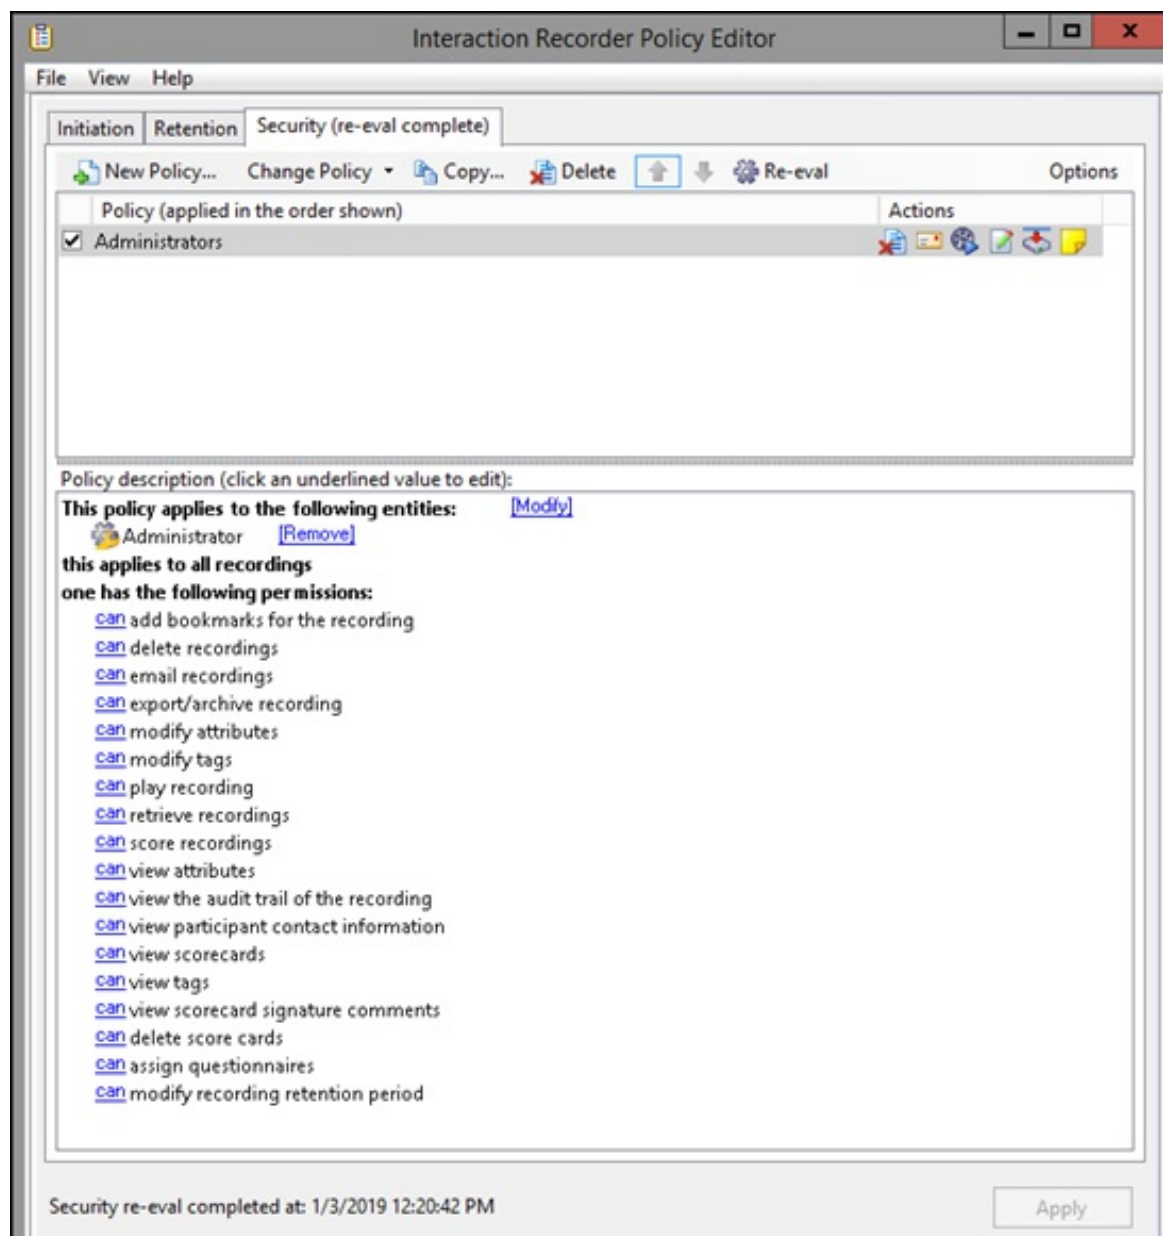 Interaction Recorder Policy Editor
File View Help
Initiation Retention Security (re-eval complete)
New Policy... Change Policy Copy... Delete Re-eval Options
Policy (applied in the order shown) Actions
Administrators
Policy description (click an underlined value to edit):
This policy applies to the following entities: [Modify]
Administrator [Remove]
this applies to all recordings
one has the following permissions:
can add bookmarks for the recording
can delete recordings
can email recordings
can export/archive recording
can modify attributes
can modify tags
can play recording
can retrieve recordings
can score recordings
can view attributes
can view the audit trail of the recording
can view participant contact information
can view scorecards
can view tags
can view scorecard signature comments
can delete score cards
can assign questionnaires
can modify recording retention period
Security re-eval completed at: 1/3/2019 12:20:42 PM Apply